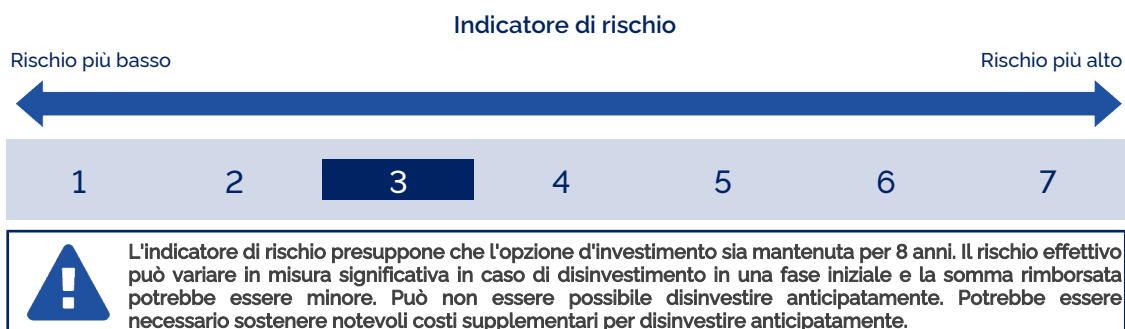 Indicatore di rischio
Rischio più basso Rischio più alto
1 2 3 4 5 6 7
L'indicatore di rischio presuppone che l'opzione d'investimento sia mantenuta per 8 anni. Il rischio effettivo
può variare in misura significativa in caso di disinvestimento in una fase iniziale e la somma rimborsata
potrebbe essere minore. Può non essere possibile disinvestire anticipatamente. Potrebbe essere
necessario sostenere notevoli costi supplementari per disinvestire anticipatamente.